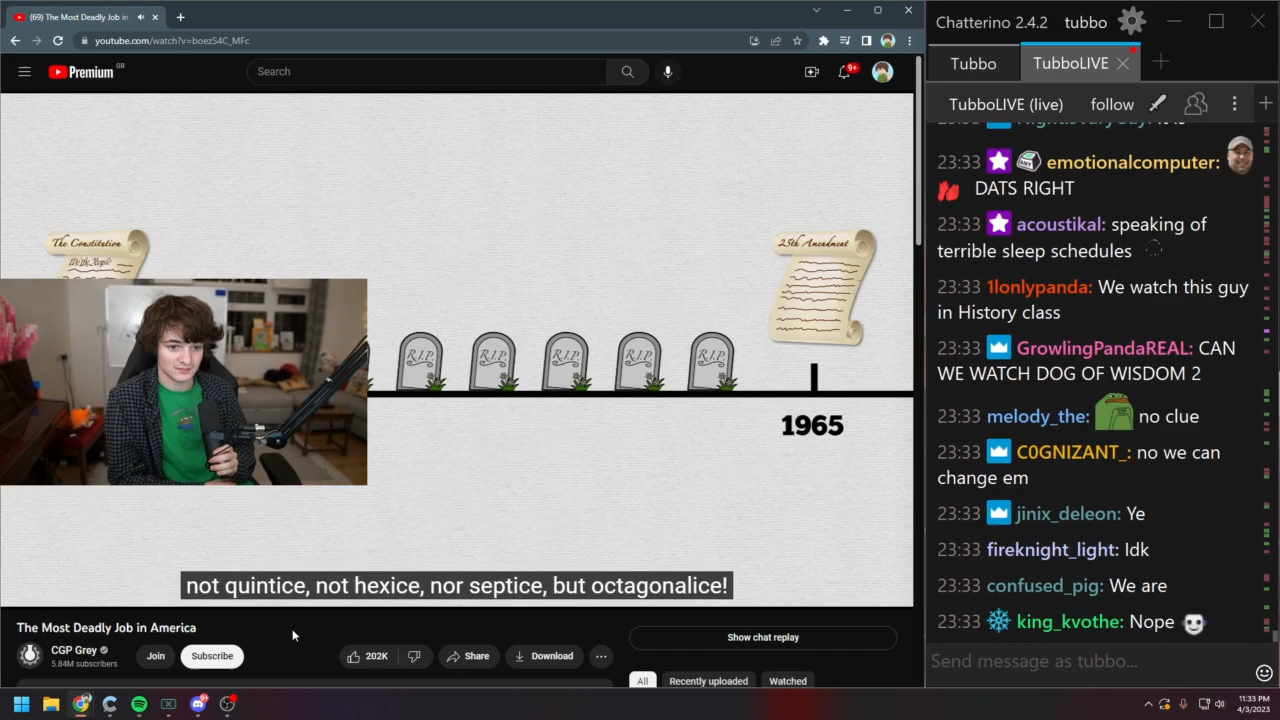 (69) The Most Deadly Job in
youtube.com/watch?v=boezS4C_MFc
Premium GB
Search
9+
The Constitution
We the People
25th Amendment
R.I.P.
R.I.P.
R.I.P.
R.I.P.
R.I.P.
1965
not quintice, not hexice, nor septice, but octagonalice!
The Most Deadly Job in America
CGP Grey
5.84M subscribers
Join
Subscribe
202K
Share
Download
Show chat replay
All
Recently uploaded
Watched
Chatterino 2.4.2
tubbo
Tubbo
TubboLIVE
TubboLIVE (live)
follow
23:33 emotionalcomputer:
DATS RIGHT
23:33 acoustikal: speaking of
terrible sleep schedules
23:33 1lonlypanda: We watch this guy
in History class
23:33 GrowlingPandaREAL: CAN
WE WATCH DOG OF WISDOM 2
23:33 melody_the: no clue
23:33 C0GNIZANT_: no we can
change em
23:33 jinix_deleon: Ye
23:33 fireknight_light: Idk
23:33 confused_pig: We are
23:33 king_kvothe: Nope
Send message as tubbo...
11:33 PM
4/3/2023